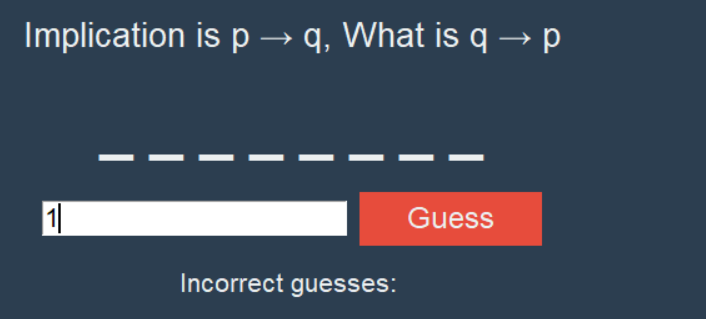 Implication is p → q, What is q → p
_ _ _ _ _ _ _ _
1
Guess
Incorrect guesses: